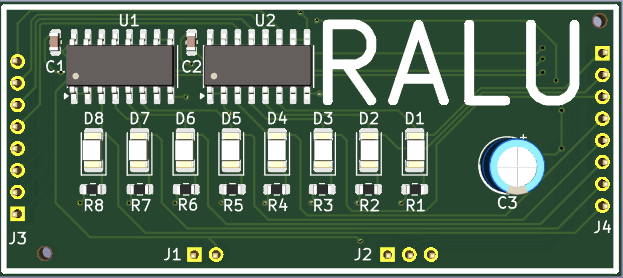 U1 U2 RALU
C1 C2
D8 D7 D6 D5 D4 D3 D2 D1
+
R8 R7 R6 R5 R4 R3 R2 R1 C3
J3 J4
J1 J2